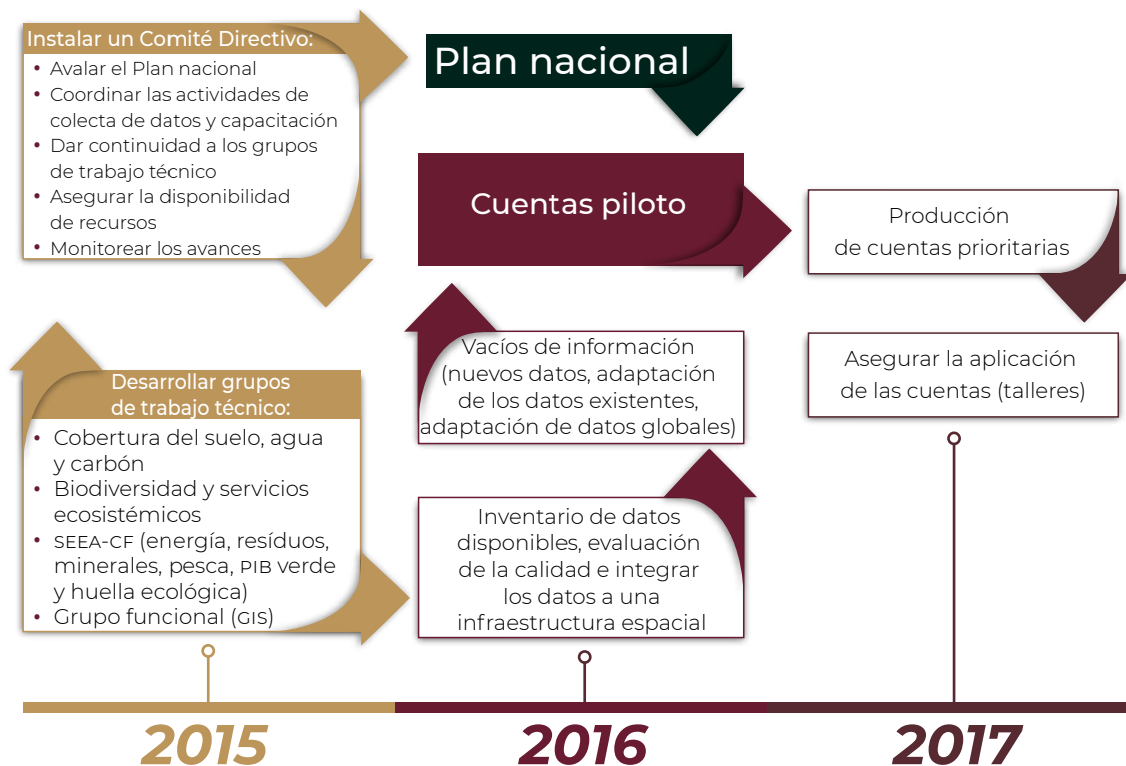 Instalar un Comité Directivo:
• Avalar el Plan nacional
• Coordinar las actividades de
colecta de datos y capacitación
• Dar continuidad a los grupos
de trabajo técnico
• Asegurar la disponibilidad
de recursos
• Monitorear los avances
Desarrollar grupos
de trabajo técnico:
• Cobertura del suelo, agua
y carbón
• Biodiversidad y servicios
ecosistémicos
• SEEA-CF (energía, resíduos,
minerales, pesca, PIB verde
y huella ecológica)
• Grupo funcional (GIS)
Plan nacional
Cuentas piloto
Vacíos de información
(nuevos datos, adaptación
de los datos existentes,
adaptación de datos globales)
Inventario de datos
disponibles, evaluación
de la calidad e integrar
los datos a una
infraestructura espacial
Producción
de cuentas prioritarias
Asegurar la aplicación
de las cuentas (talleres)
2015
2016
2017